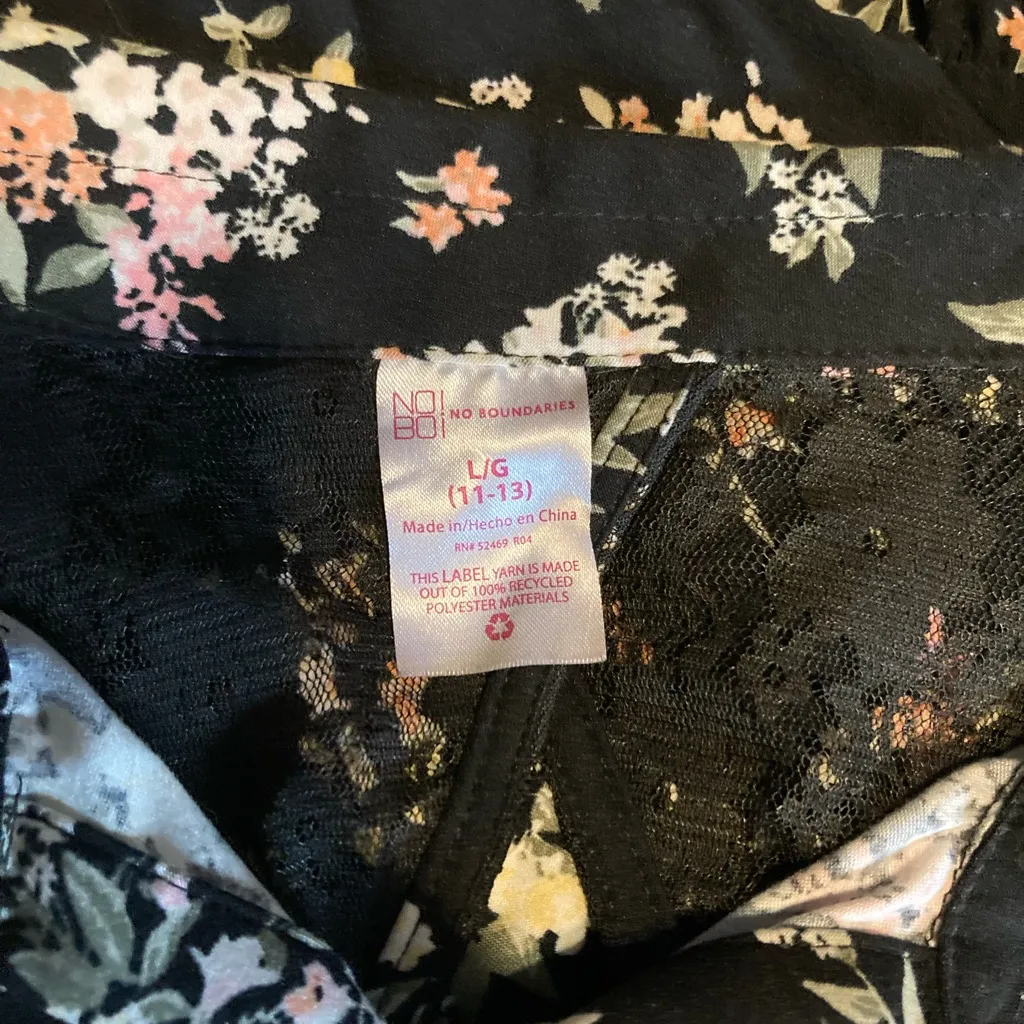 NO!
BO¡
NO BOUNDARIES
L/G
(11-13)
Made in/Hecho en China
RN# 52469 R04
THIS LABEL YARN IS MADE
OUT OF 100% RECYCLED
POLYESTER MATERIALS